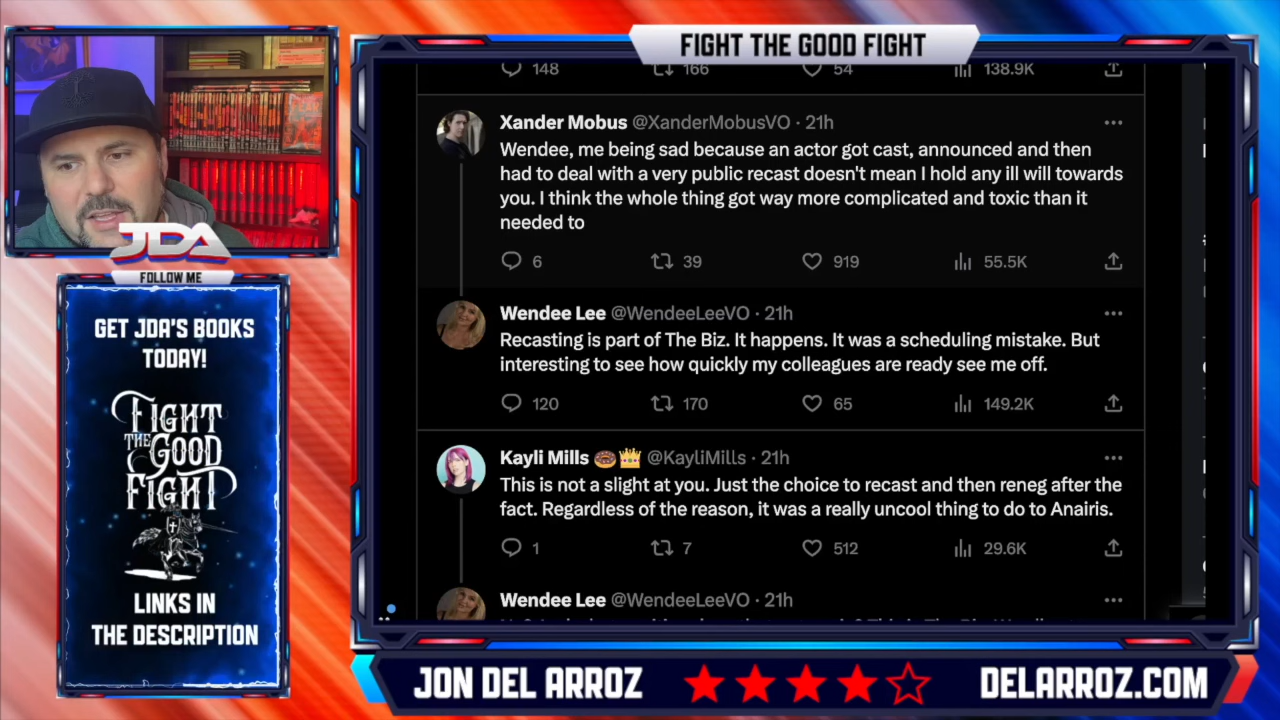 FIGHT THE GOOD FIGHT
148 166 54 138.9K
Xander Mobus @XanderMobusVO · 21h
Wendee, me being sad because an actor got cast, announced and then
had to deal with a very public recast doesn't mean I hold any ill will towards
you. I think the whole thing got way more complicated and toxic than it
needed to
6 39 919 55.5K
Wendee Lee @WendeeLeeVO · 21h
Recasting is part of The Biz. It happens. It was a scheduling mistake. But
interesting to see how quickly my colleagues are ready see me off.
120 170 65 149.2K
Kayli Mills 🍩👑 @KayliMills · 21h
This is not a slight at you. Just the choice to recast and then reneg after the
fact. Regardless of the reason, it was a really uncool thing to do to Anairis.
1 7 512 29.6K
Wendee Lee @WendeeLeeVO · 21h
JDA
FOLLOW ME
GET JDA'S BOOKS
TODAY!
FIGHT
THE GOOD
FIGHT
LINKS IN
THE DESCRIPTION
JON DEL ARROZ
DELARROZ.COM